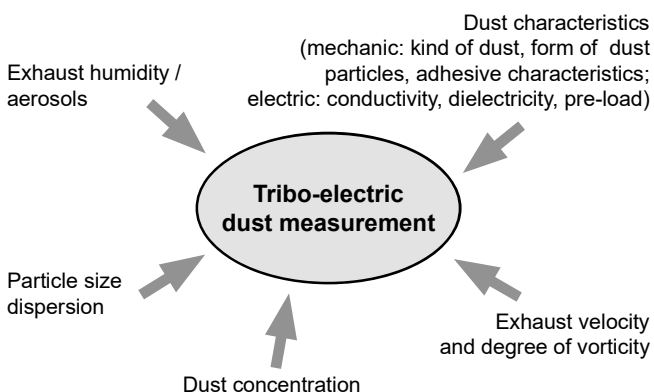 Dust characteristics
(mechanic: kind of dust, form of dust
particles, adhesive characteristics;
electric: conductivity, dielectricity, pre-load)
Exhaust humidity /
aerosols
Tribo-electric
dust measurement
Particle size
dispersion
Exhaust velocity
and degree of vorticity
Dust concentration